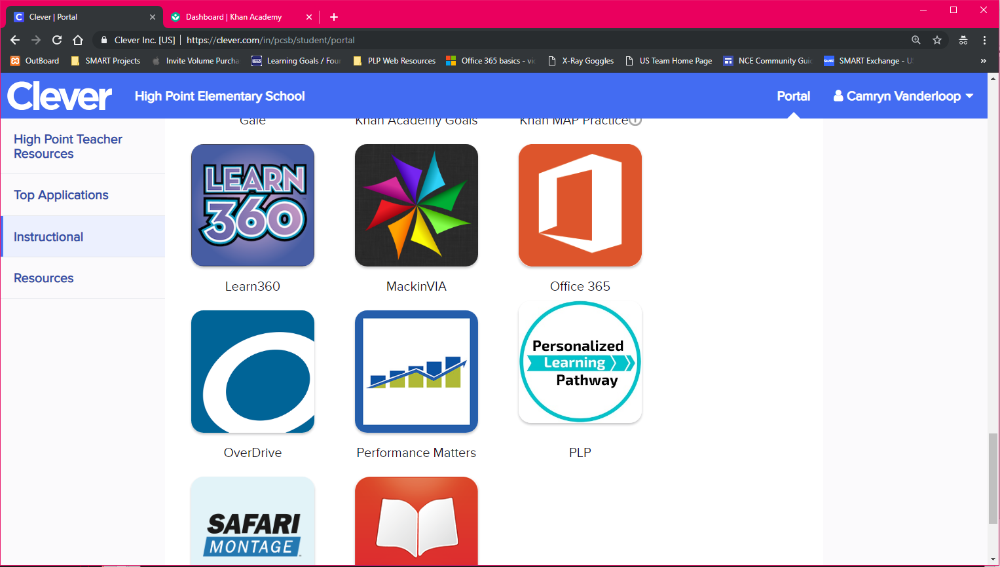 Clever | Portal
Dashboard | Khan Academy
Clever Inc. [US] | https://clever.com/in/pcsb/student/portal
OutBoard
SMART Projects
Invite Volume Purcha
Learning Goals / Four
PLP Web Resources
Office 365 basics - vic
X-Ray Goggles
US Team Home Page
NCE Community Guid
SMART Exchange - U
Clever
High Point Elementary School
Portal
Camryn Vanderloop
High Point Teacher
Resources
Top Applications
Instructional
Resources
Gale
Khan Academy Goals
Khan MAP Practice
LEARN
360
Learn360
MackinVIA
Office 365
Personalized
Learning
Pathway
OverDrive
Performance Matters
PLP
SAFARI
MONTAGE